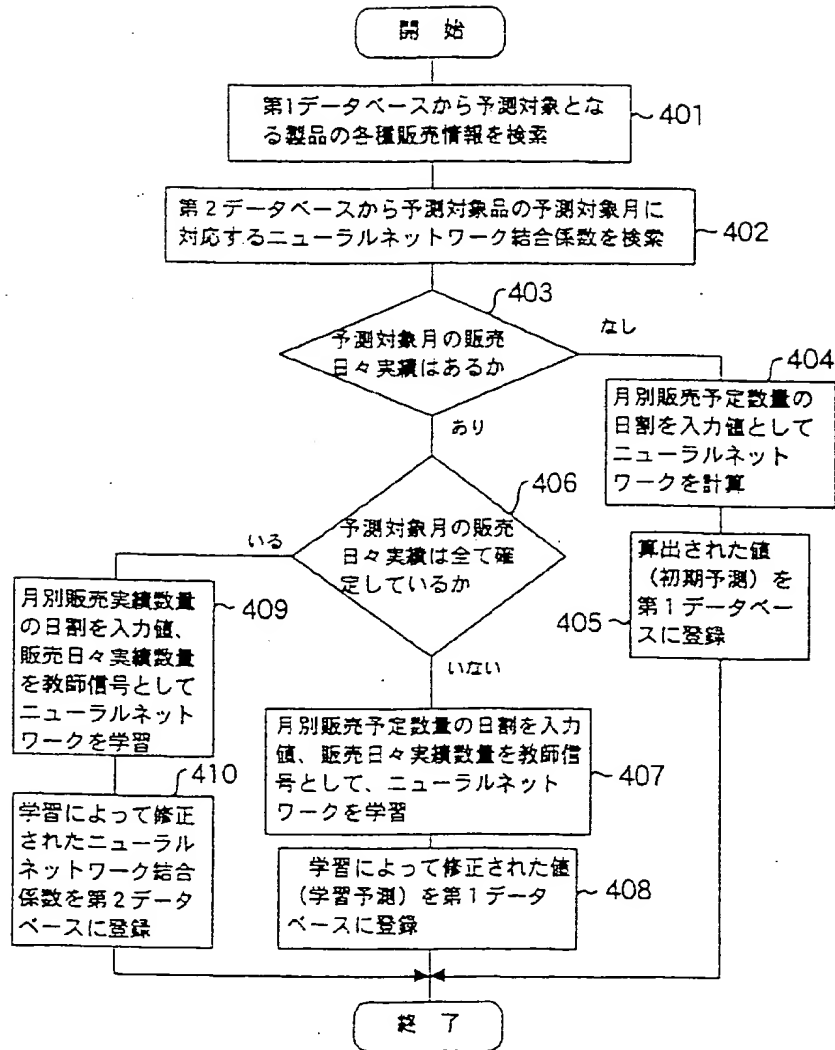 開 始
第1データベースから予測対象とな
る製品の各種販売情報を検索
401
第2データベースから予測対象品の予測対象月に
対応するニューラルネットワーク結合係数を検索
402
403
予測対象月の販売
日々実績はあるか
なし
404
月別販売予定数量の
日割を入力値として
ニューラルネット
ワークを計算
あり
406
予測対象月の販売
日々実績は全て確
定しているか
いる
算出された値
(初期予測)を
第1データベー
スに登録
405
409
月別販売実績数量
の日割を入力値、
販売日々実績数量
を教師信号として
ニューラルネット
ワークを学習
いない
月別販売予定数量の日割を入力
値、販売日々実績数量を教師信
号として、ニューラルネット
ワークを学習
407
410
学習によって修正
されたニューラル
ネットワーク結合
係数を第2データ
ベースに登録
学習によって修正された値
(学習予測)を第1データ
ベースに登録
408
終 了